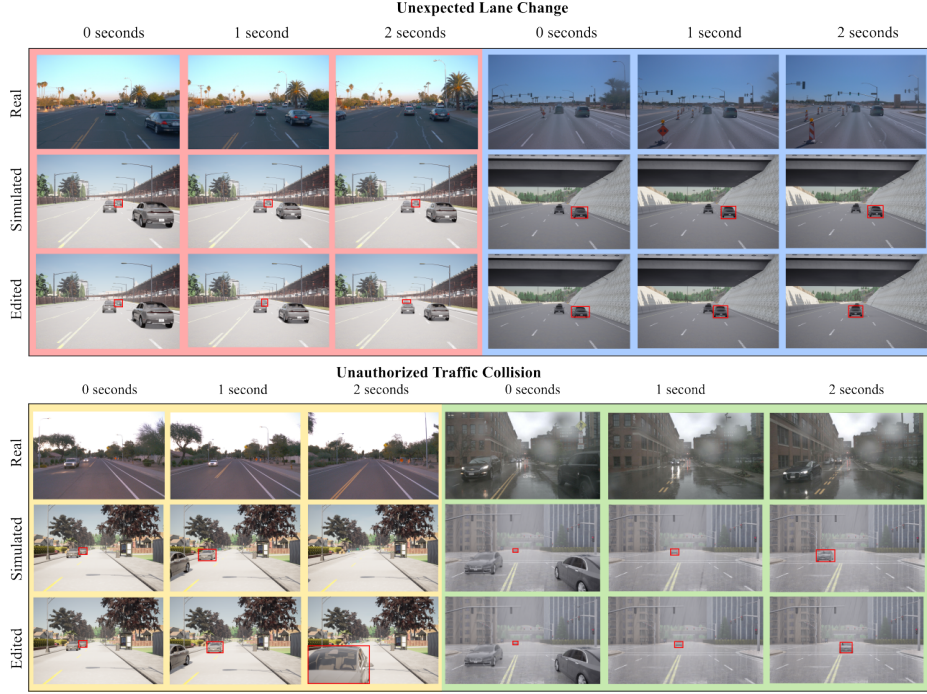 Unexpected Lane Change
0 seconds 1 second 2 seconds 0 seconds 1 second 2 seconds
Real
Simulated
Edited
Unauthorized Traffic Collision
0 seconds 1 second 2 seconds 0 seconds 1 second 2 seconds
Real
Simulated
Edited